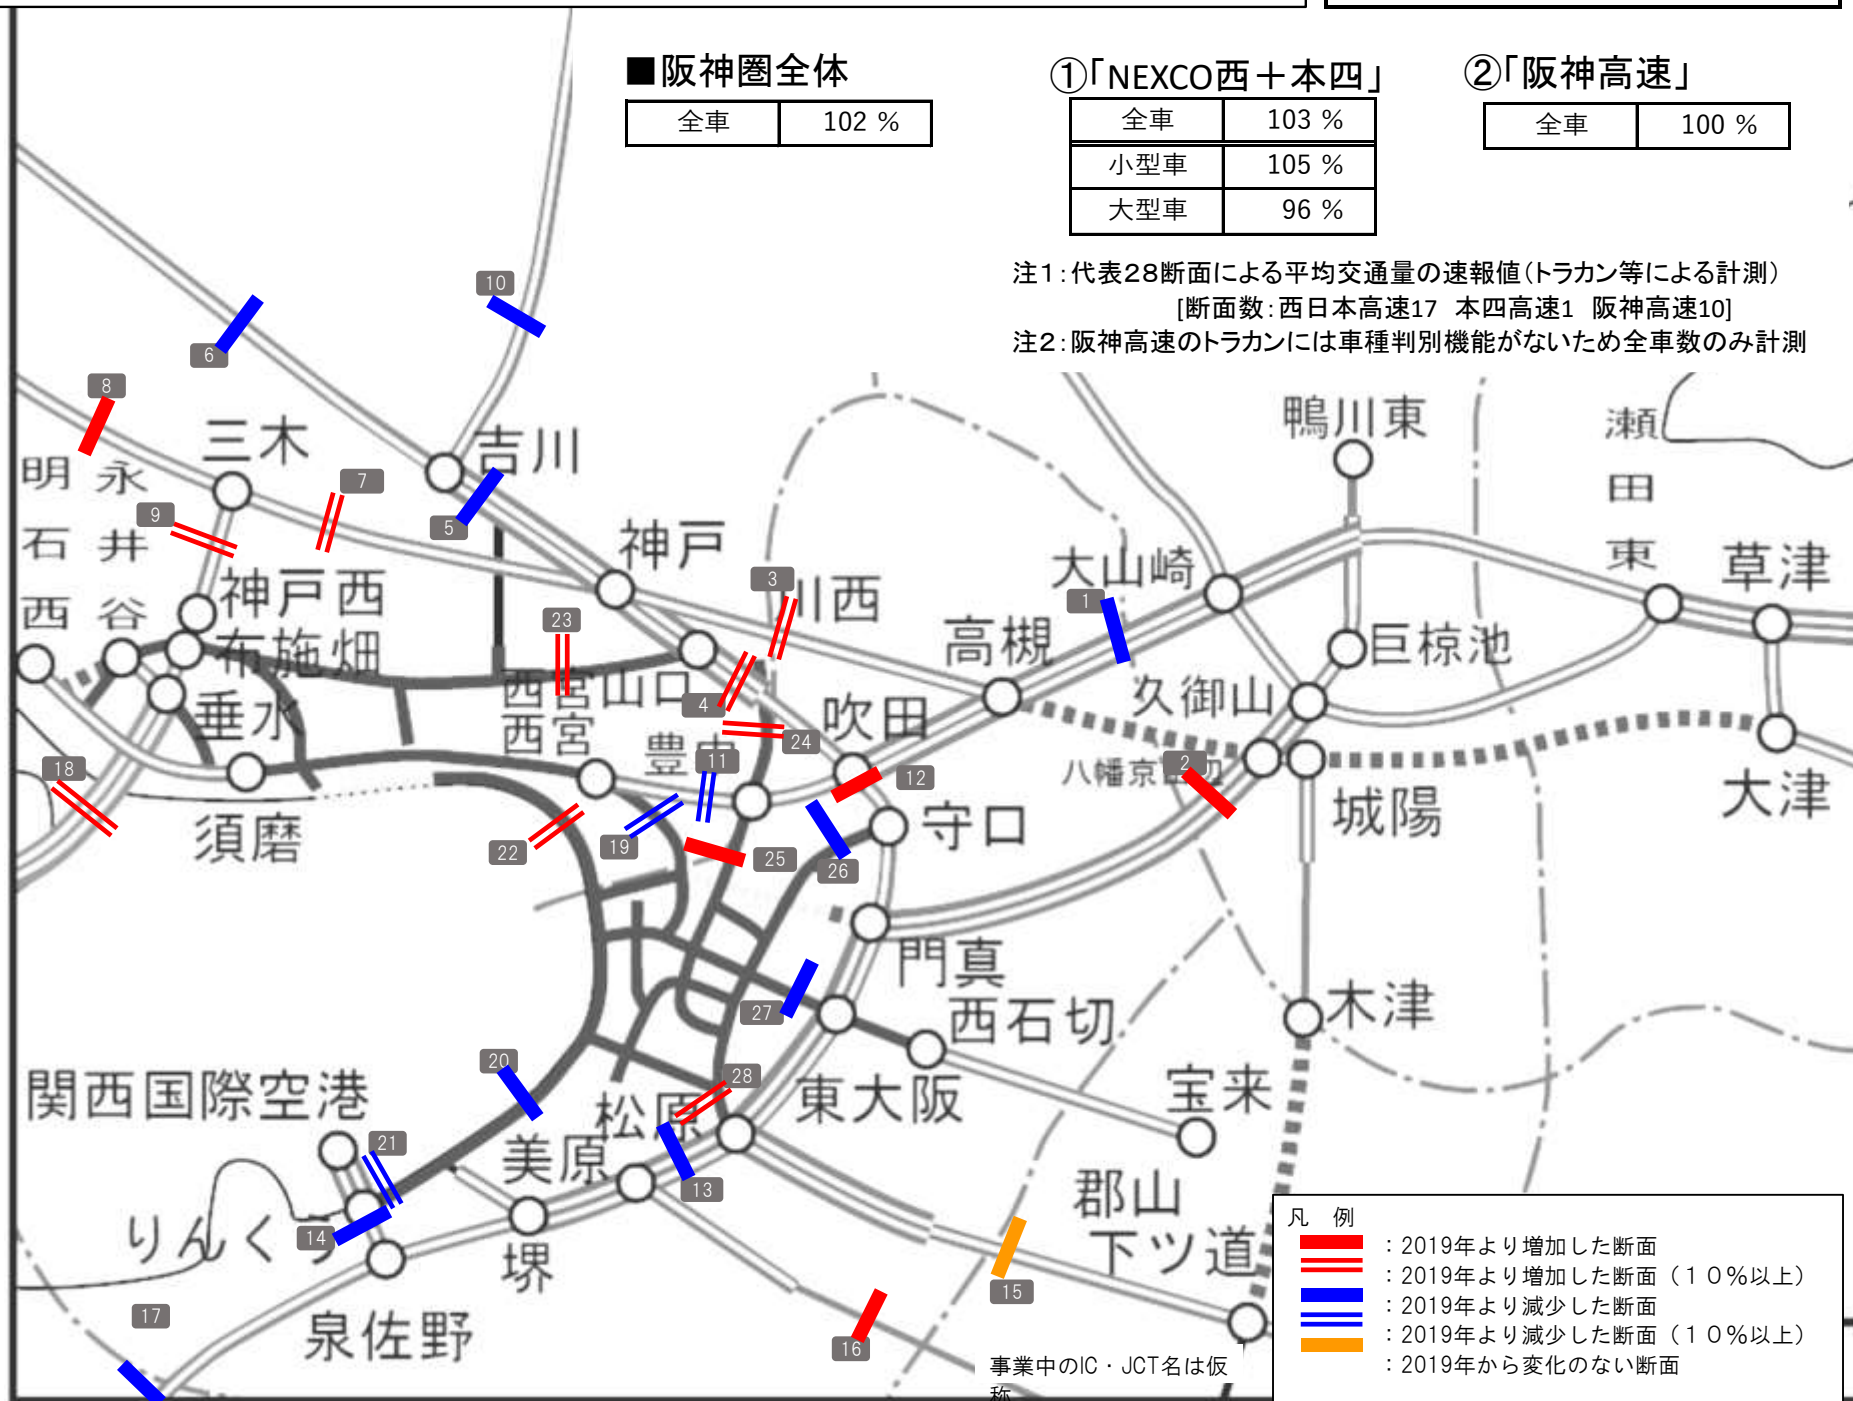 ■阪神圏全体
全車 102 %
①「NEXCO西＋本四」
全車 103 %
小型車 105 %
大型車 96 %
②「阪神高速」
全車 100 %
注1：代表28断面による平均交通量の速報値（トラカン等による計測）
[断面数：西日本高速17 本四高速1 阪神高速10]
注2：阪神高速のトラカンには車種判別機能がないため全車数のみ計測
10
6
8
三木
吉川
7
鴨川東
瀬田東
明石西
永井谷
9
5
神戸
神戸西
布施畑
3
川西
大山崎
1
草津
23
高槻
巨椋池
西宮山口
西宮
4
吹田
久御山
垂水
豊中
24
11
18
12
八幡京田辺
2
大津
須磨
22
19
25
26
守口
城陽
門真
27
西石切
木津
20
28
関西国際空港
松原
東大阪
宝来
21
美原
13
郡山下ツ道
りんくう
14
堺
15
17
泉佐野
16
事業中のIC・JCT名は仮称
凡 例
：2019年より増加した断面
：2019年より増加した断面（１０％以上）
：2019年より減少した断面
：2019年より減少した断面（１０％以上）
：2019年から変化のない断面